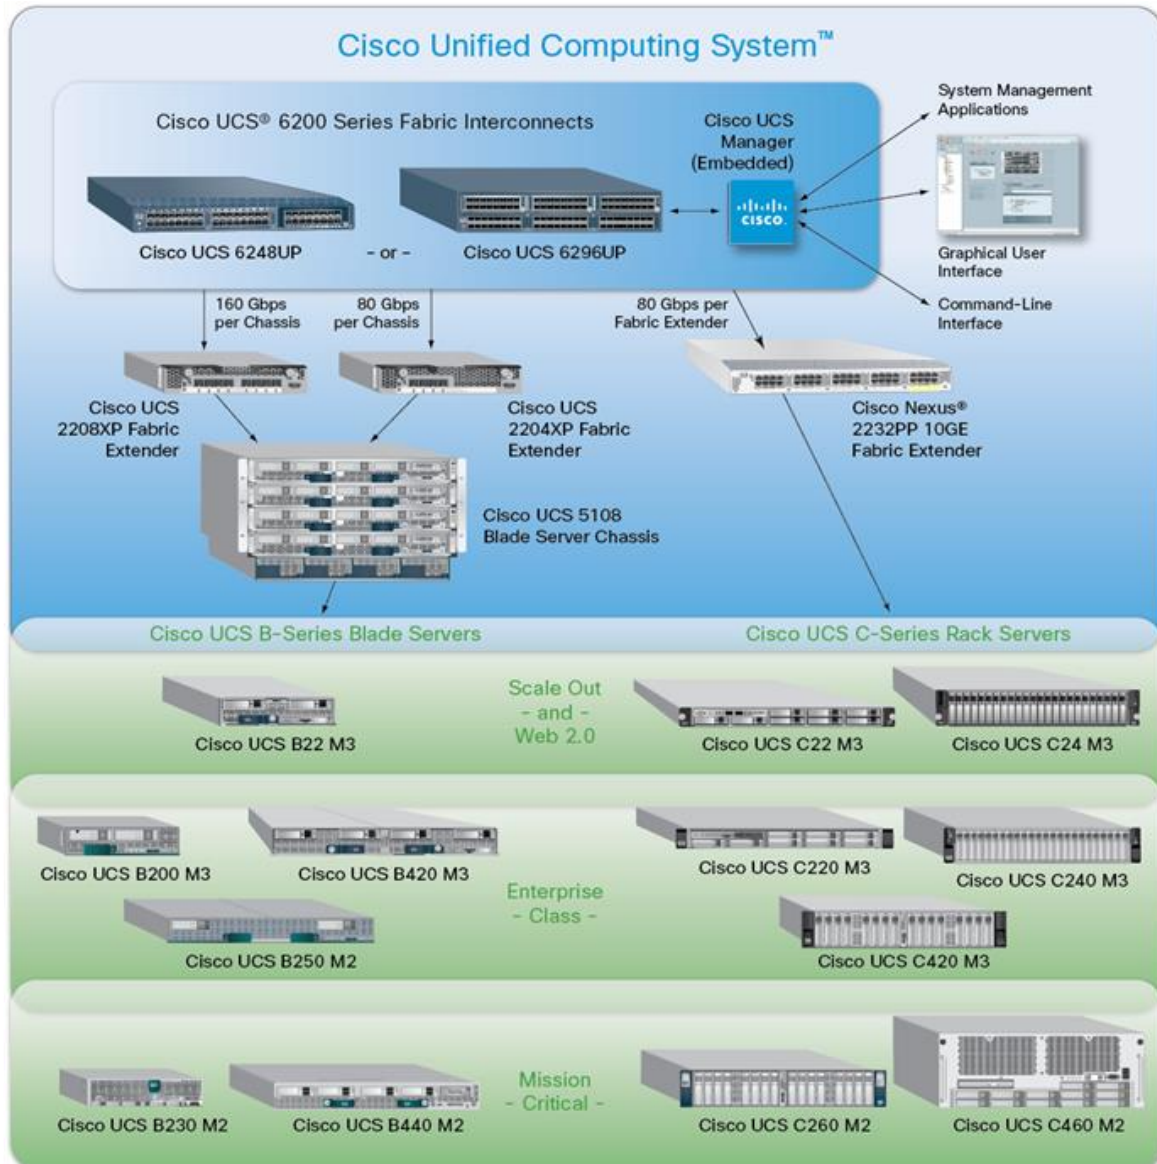 Cisco Unified Computing System™
Cisco UCS® 6200 Series Fabric Interconnects
Cisco UCS
Manager
(Embedded)
System Management
Applications
CISCO.
Cisco UCS 6248UP
- or -
Cisco UCS 6296UP
Graphical User
Interface
Command-Line
Interface
160 Gbps
per Chassis
80 Gbps
per Chassis
80 Gbps per
Fabric Extender
Cisco UCS
2208XP Fabric
Extender
Cisco UCS
2204XP Fabric
Extender
Cisco Nexus®
2232PP 10GE
Fabric Extender
Cisco UCS 5108
Blade Server Chassis
Cisco UCS B-Series Blade Servers
Cisco UCS C-Series Rack Servers
Scale Out
- and -
Web 2.0
Cisco UCS B22 M3
Cisco UCS C22 M3
Cisco UCS C24 M3
Cisco UCS B200 M3
Cisco UCS B420 M3
Cisco UCS C220 M3
Cisco UCS C240 M3
Enterprise
- Class -
Cisco UCS B250 M2
Cisco UCS C420 M3
Mission
- Critical -
Cisco UCS B230 M2
Cisco UCS B440 M2
Cisco UCS C260 M2
Cisco UCS C460 M2